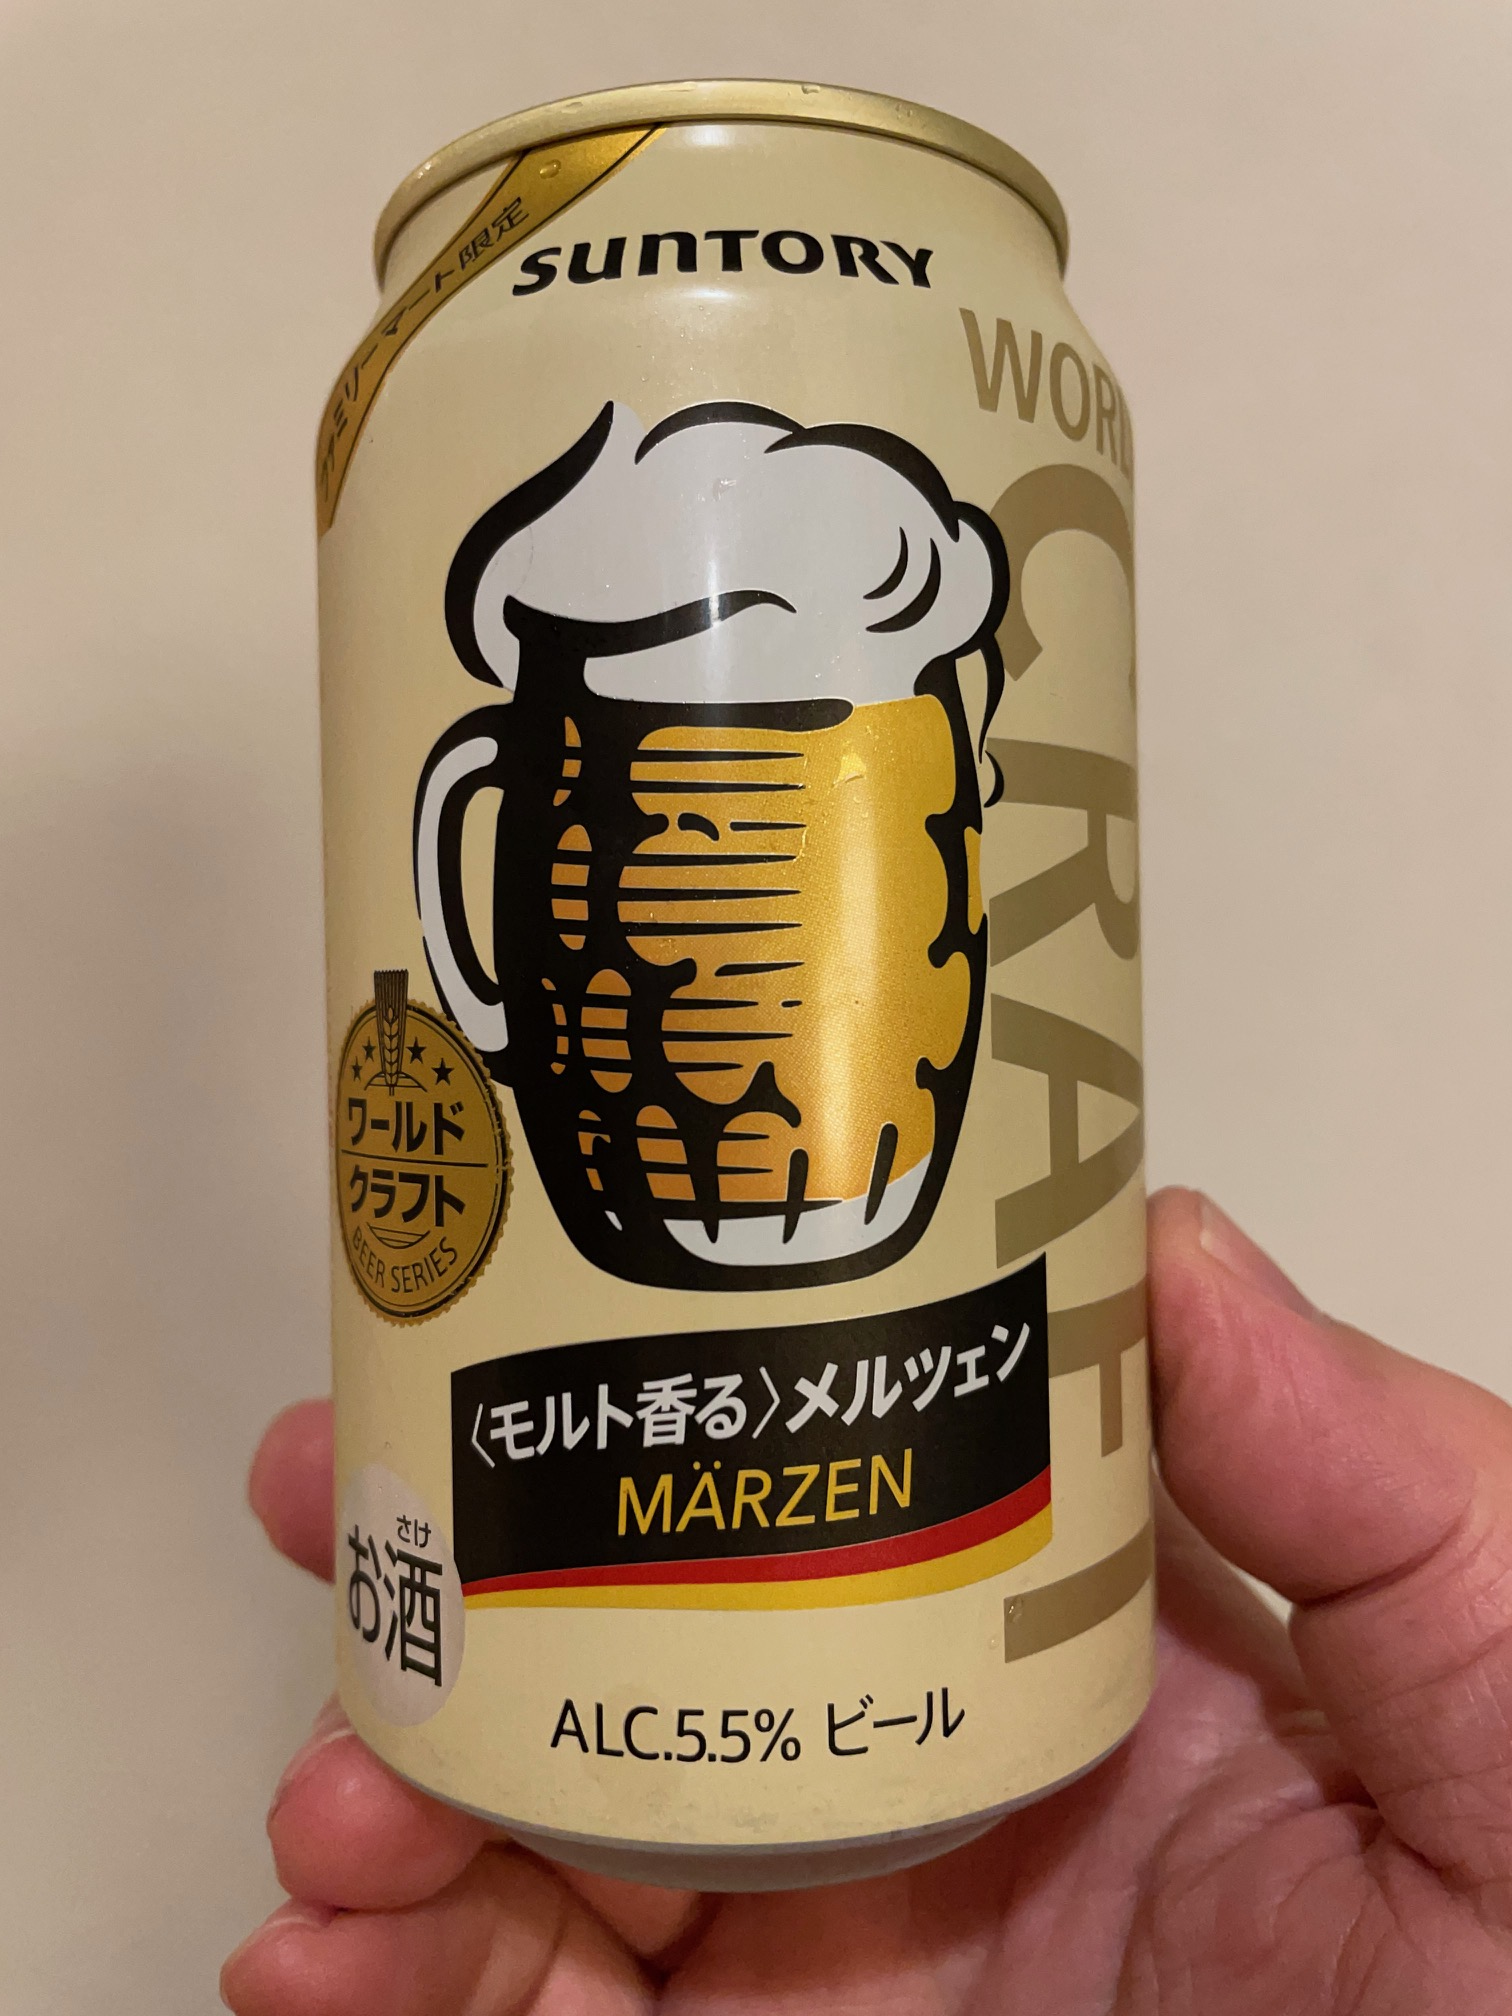 ファミリーマート限定
SUNTORY
WORL
CRAFT
ワールド
クラフト
BEER SERIES
〈モルト香る〉メルツェン
MÄRZEN
さけ
お酒
ALC.5.5% ビール